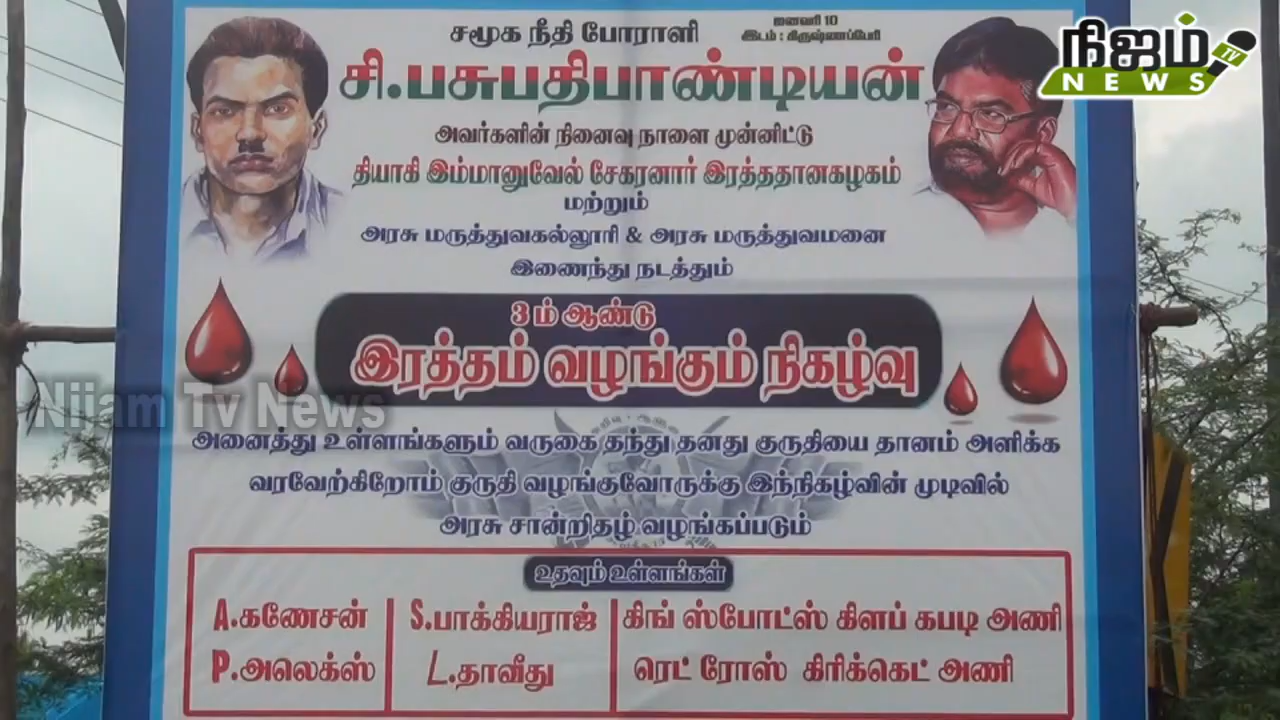 சமூக நீதி போராளி
ஜனவரி 10
இடம் : கிருஷ்ணப்பேரி
நிஜம்
TV
NEWS
சி.பசுபதிபாண்டியன்
அவர்களின் நினைவு நாளை முன்னிட்டு
தியாகி இம்மானுவேல் சேகரனார் இரத்ததானகழகம்
மற்றும்
அரசு மருத்துவகல்லூரி & அரசு மருத்துவமனை
இணைந்து நடத்தும்
3ம் ஆண்டு
இரத்தம் வழங்கும் நிகழ்வு
Nijam Tv News
அனைத்து உள்ளங்களும் வருகை தந்து தனது குருதியை தானம் அளிக்க
வரவேற்கிறோம் குருதி வழங்குவோருக்கு இந்நிகழ்வின் முடிவில்
அரசு சான்றிதழ் வழங்கப்படும்
உதவும் உள்ளங்கள்
A.கணேசன் S.பாக்கியராஜ் கிங் ஸ்போட்ஸ் கிளப் கபடி அணி
P.அலெக்ஸ் L.தாவீது ரெட் ரோஸ் கிரிக்கெட் அணி